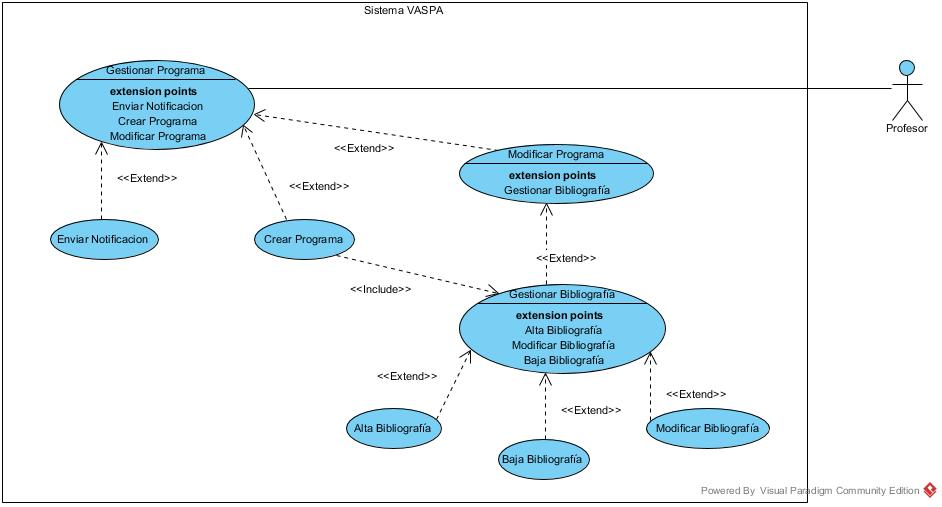 Sistema VASPA
Gestionar Programa
extension points
Enviar Notificacion
Crear Programa
Modificar Programa
Profesor
<<Extend>>
Modificar Programa
extension points
Gestionar Bibliografía
<<Extend>>
<<Extend>>
Enviar Notificacion
Crear Programa
<<Extend>>
<<Include>>
Gestionar Bibliografía
extension points
Alta Bibliografía
Modificar Bibliografía
Baja Bibliografía
<<Extend>>
<<Extend>>
<<Extend>>
Alta Bibliografía
Modificar Bibliografía
Baja Bibliografía
Powered By Visual Paradigm Community Edition